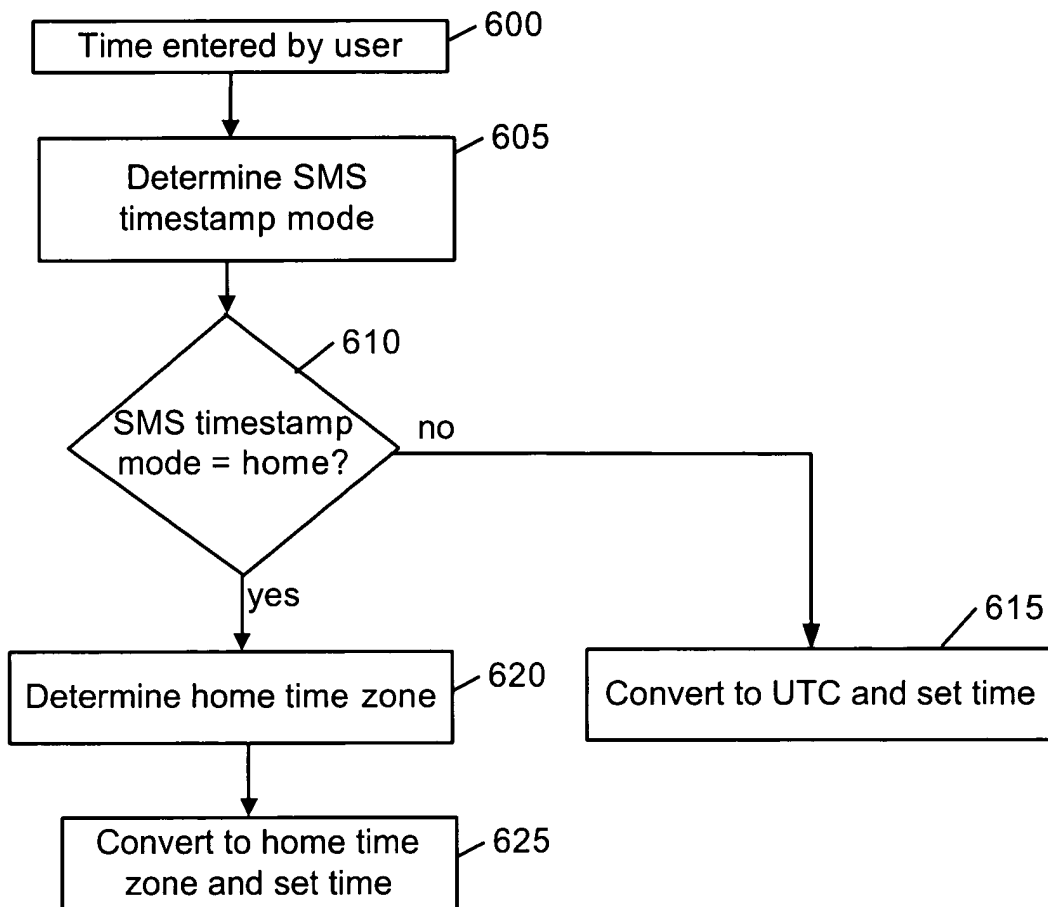 Time entered by user
600
Determine SMS
timestamp mode
605
SMS timestamp
mode = home?
610
no
yes
Determine home time zone
620
Convert to UTC and set time
615
Convert to home time
zone and set time
625